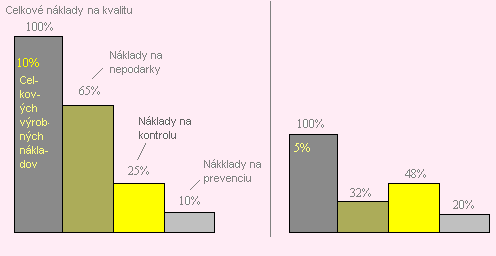 Celkové náklady na kvalitu
100%
10%
Cel-
kov-
ých
výrob-
ných
nákla-
dov
Náklady na
nepodarky
65%
Náklady na
kontrolu
25%
Nákklady na
prevenciu
10%
100%
5%
32%
48%
20%